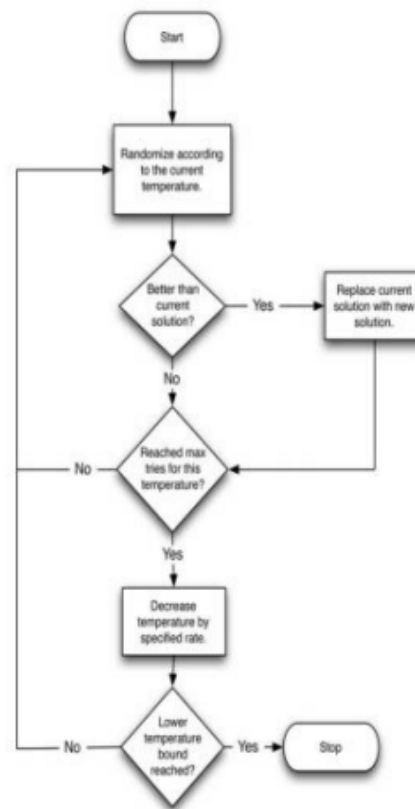 Start
Randomize according
to the current
temperature.
Better than
current
solution?
Yes
Replace current
solution with new
solution.
No
Reached max
tries for this
temperature?
No
Yes
Decrease
temperature by
specified rate.
Lower
temperature
bound
reached?
No
Yes
Stop